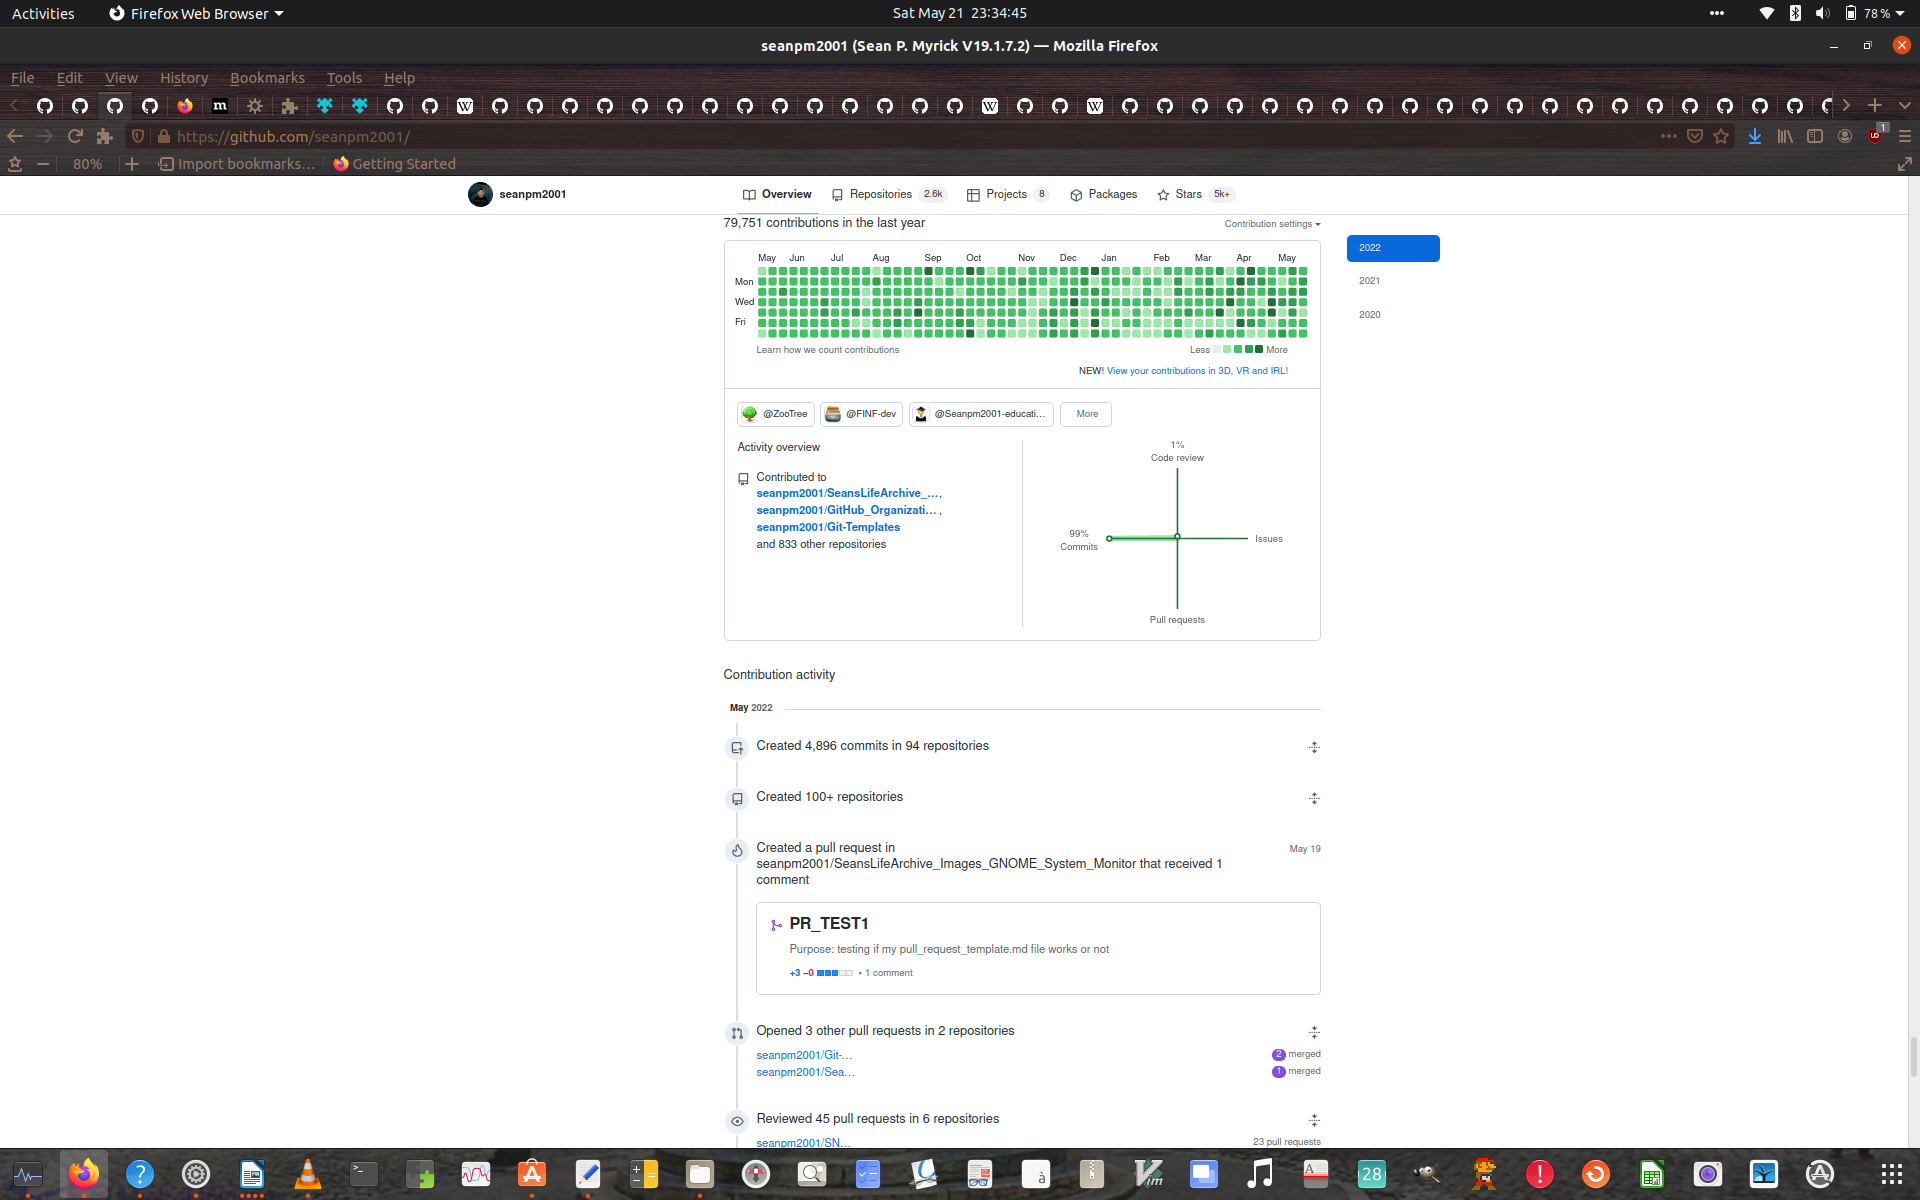 Activities
Firefox Web Browser
Sat May 21 23:34:45
78 %
seanpm2001 (Sean P. Myrick V19.1.7.2) — Mozilla Firefox
File Edit View History Bookmarks Tools Help
https://github.com/seanpm2001/
1
80%
Import bookmarks...
Getting Started
seanpm2001
Overview
Repositories 2.6k
Projects 8
Packages
Stars 5k+
79,751 contributions in the last year
Contribution settings
2022
2021
2020
May Jun Jul Aug Sep Oct Nov Dec Jan Feb Mar Apr May
Mon
Wed
Fri
Learn how we count contributions
Less More
NEW! View your contributions in 3D, VR and IRL!
@ZooTree
@FINF-dev
@Seanpm2001-educati...
More
Activity overview
Contributed to
seanpm2001/SeansLifeArchive_...,
seanpm2001/GitHub_Organizati... ,
seanpm2001/Git-Templates
and 833 other repositories
1%
Code review
99%
Commits
Issues
Pull requests
Contribution activity
May 2022
Created 4,896 commits in 94 repositories
Created 100+ repositories
Created a pull request in
seanpm2001/SeansLifeArchive_Images_GNOME_System_Monitor that received 1
comment
May 19
PR_TEST1
Purpose: testing if my pull_request_template.md file works or not
+3 −0 • 1 comment
Opened 3 other pull requests in 2 repositories
seanpm2001/Git-...
2 merged
seanpm2001/Sea...
1 merged
Reviewed 45 pull requests in 6 repositories
seanpm2001/SN...
23 pull requests
28